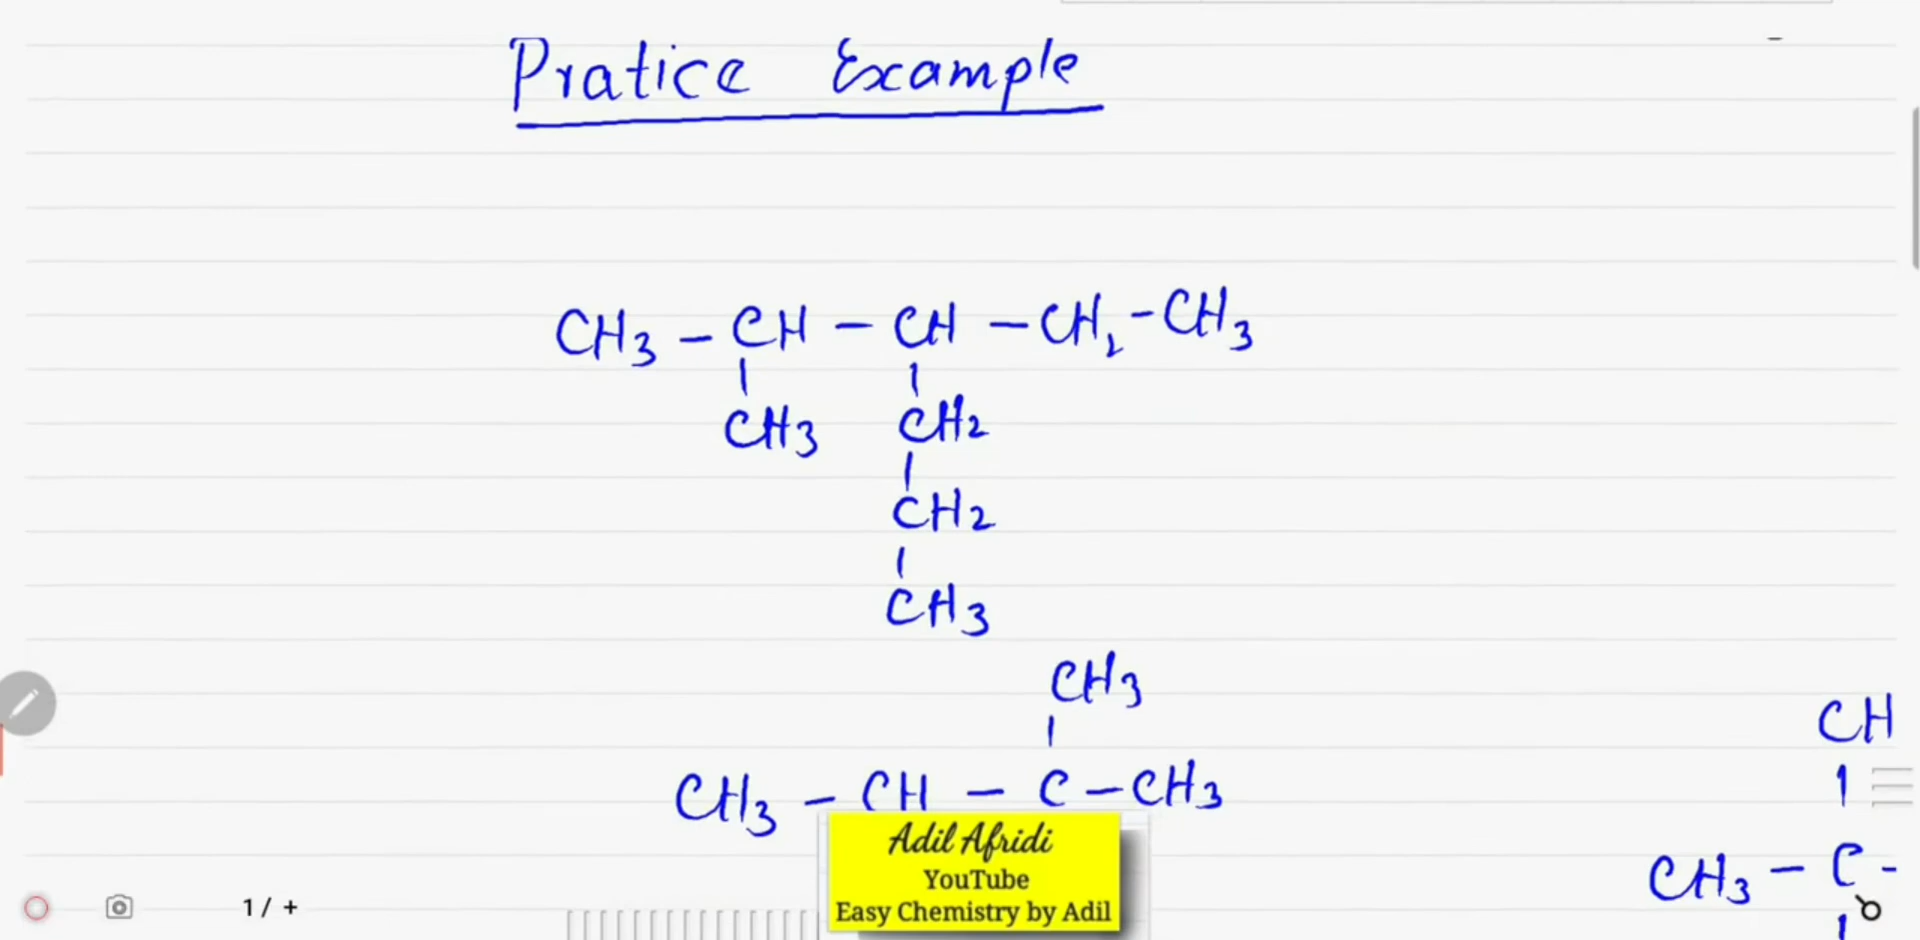 Pratice Example
CH3 - CH - CH - CH2 - CH3
CH3 CH2
CH2
CH3
CH3
CH3 - CH - C - CH3
CH
CH3 - C -
Adil Afridi
YouTube
Easy Chemistry by Adil
1 / +